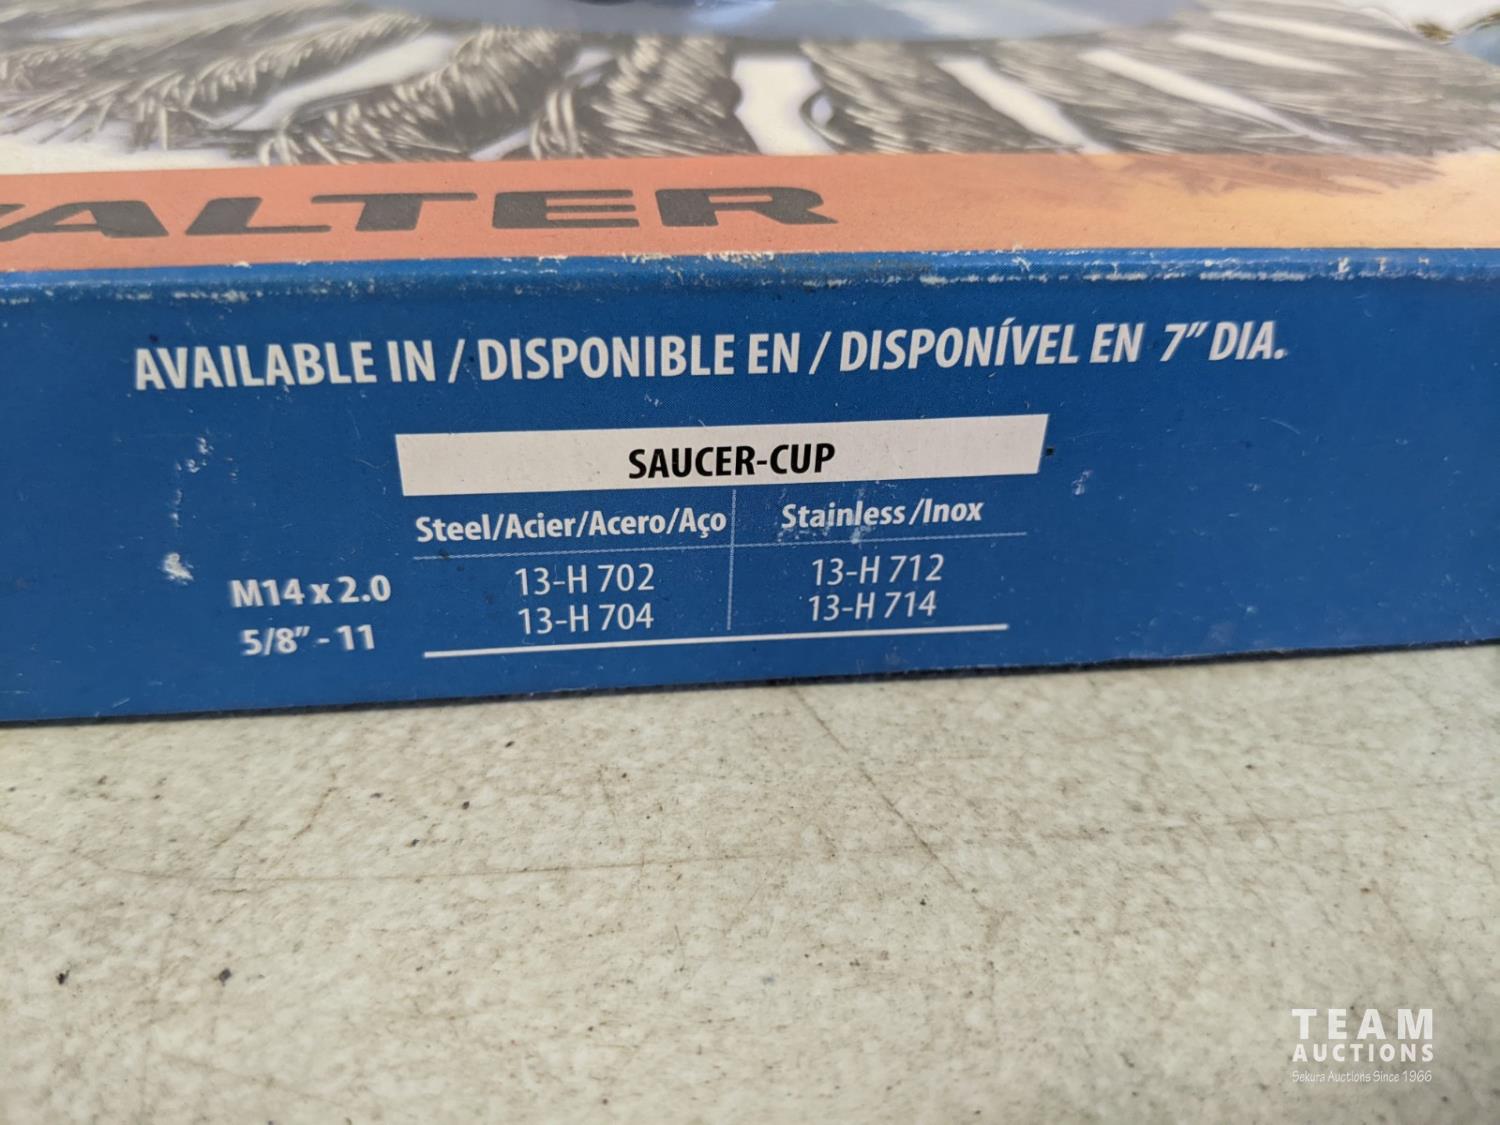 WALTER
AVAILABLE IN / DISPONIBLE EN / DISPONÍVEL EN 7" DIA.
SAUCER-CUP
Steel/Acier/Acero/Aço Stainless/Inox
M14 x 2.0 13-H 702 13-H 712
5/8" - 11 13-H 704 13-H 714
TEAM
AUCTIONS
Sekura Auctions Since 1966